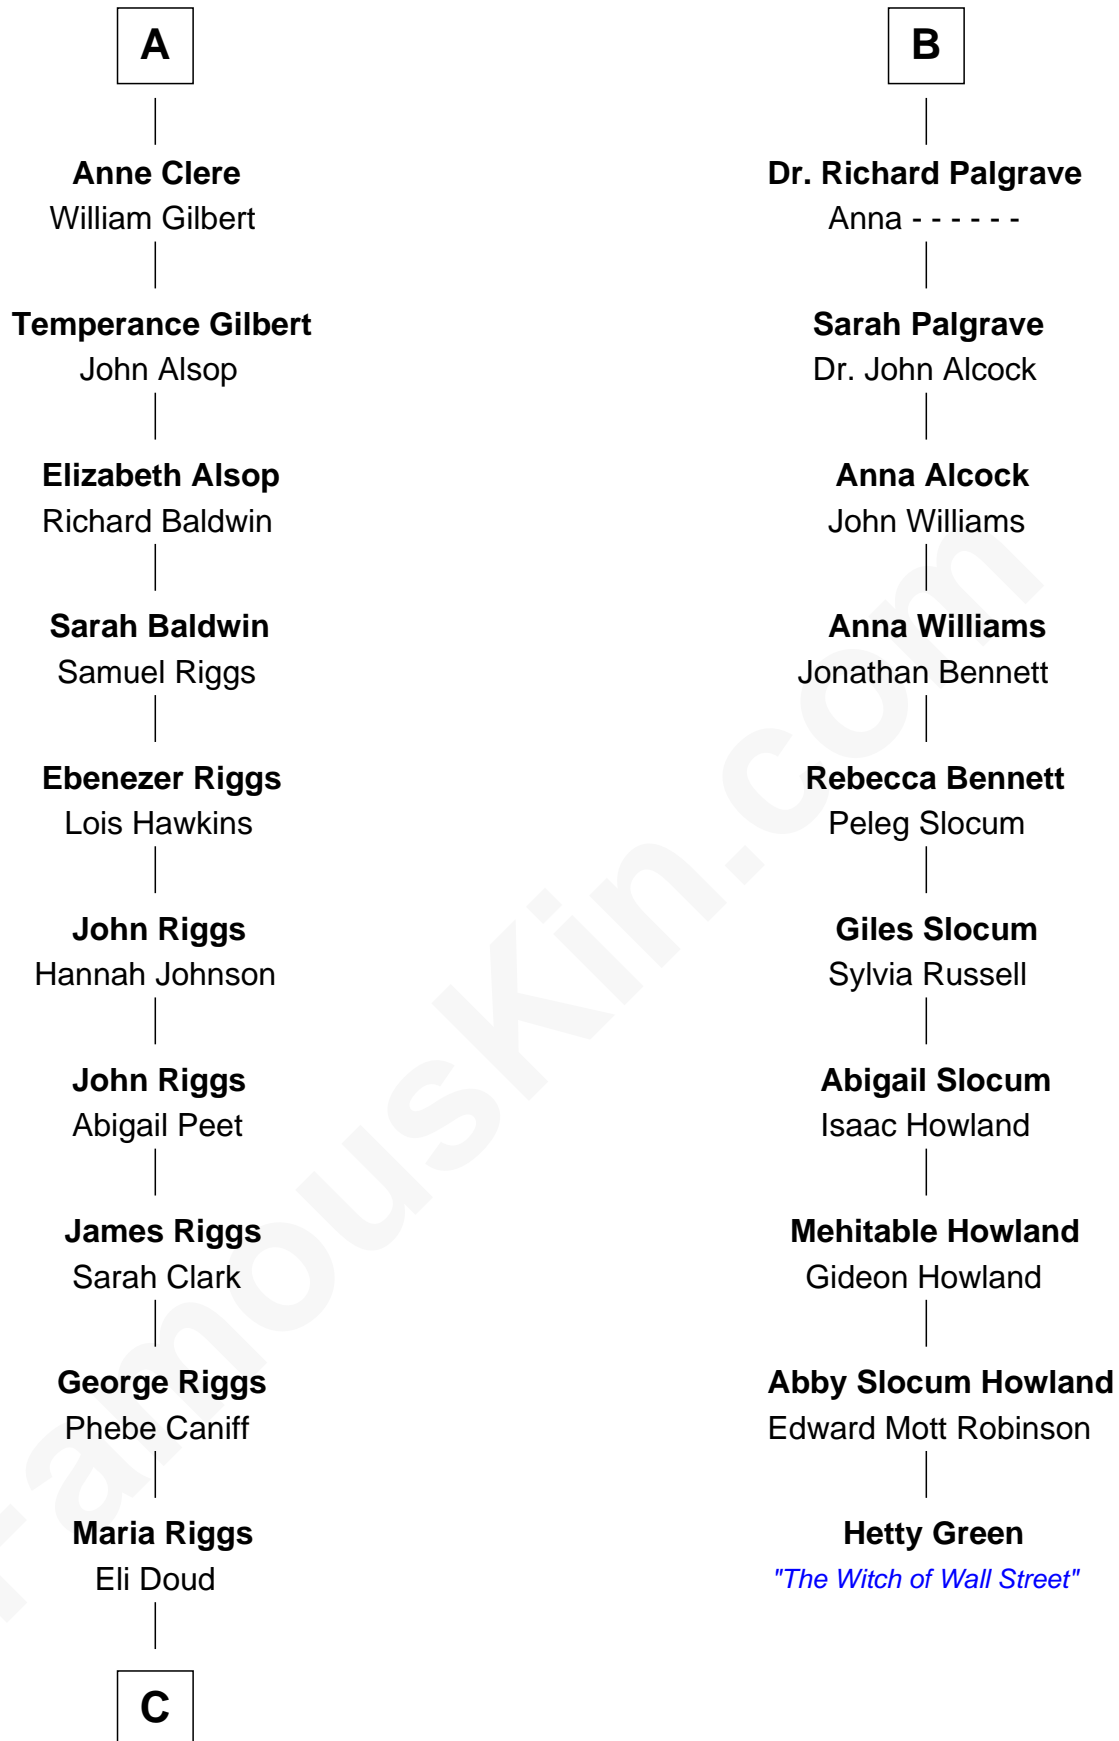 A
Anne Clere
William Gilbert
Temperance Gilbert
John Alsop
Elizabeth Alsop
Richard Baldwin
Sarah Baldwin
Samuel Riggs
Ebenezer Riggs
Lois Hawkins
John Riggs
Hannah Johnson
John Riggs
Abigail Peet
James Riggs
Sarah Clark
George Riggs
Phebe Caniff
Maria Riggs
Eli Doud
C
B
Dr. Richard Palgrave
Anna - - - - - -
Sarah Palgrave
Dr. John Alcock
Anna Alcock
John Williams
Anna Williams
Jonathan Bennett
Rebecca Bennett
Peleg Slocum
Giles Slocum
Sylvia Russell
Abigail Slocum
Isaac Howland
Mehitable Howland
Gideon Howland
Abby Slocum Howland
Edward Mott Robinson
Hetty Green
"The Witch of Wall Street"
FamousKin.com